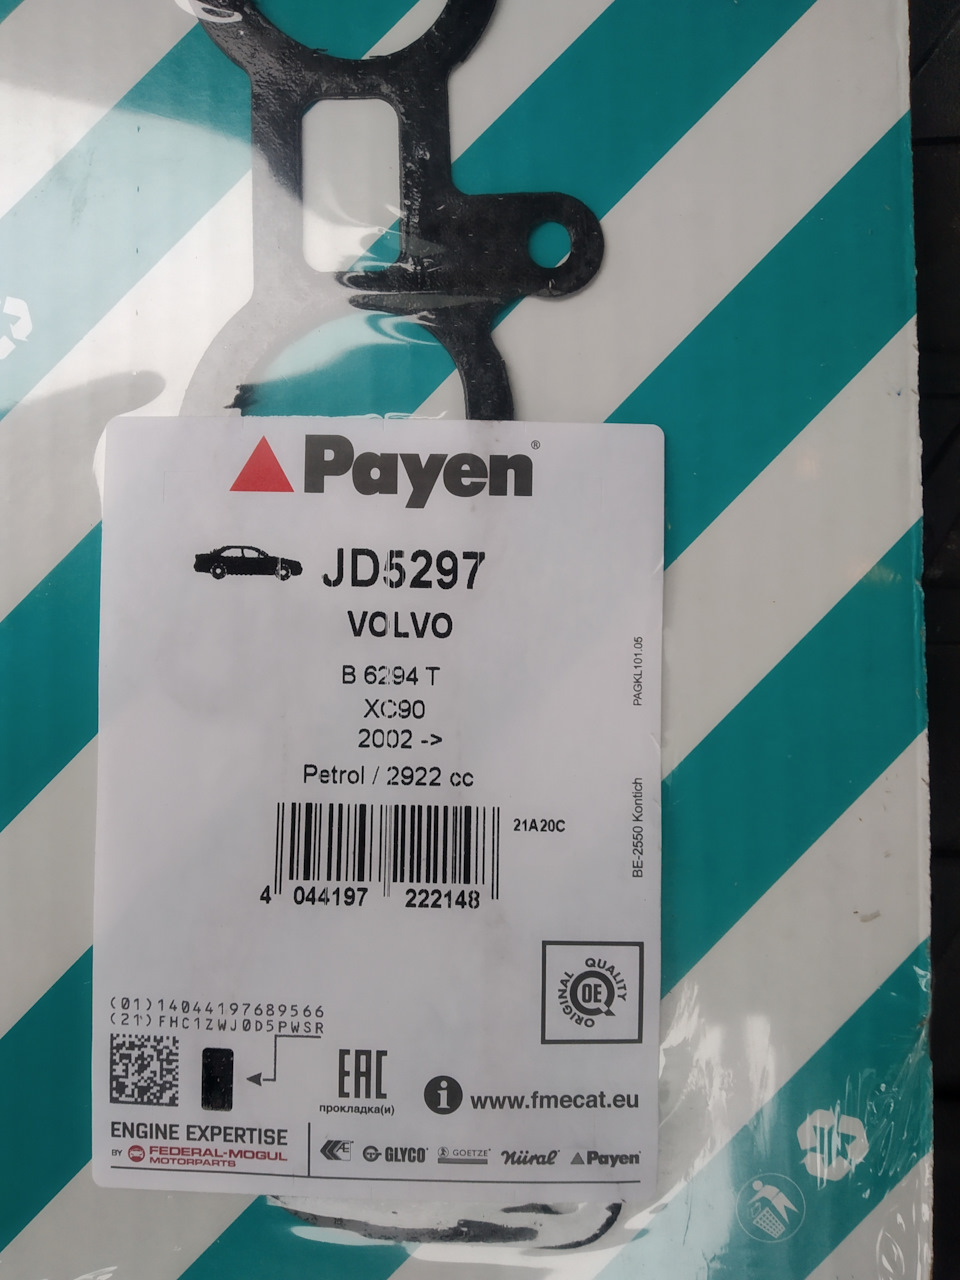 Payen®
JD5297
VOLVO
B 6294 T
XC90
2002 ->
Petrol / 2922 cc
21A20C
4 044197 222148
PAGKL101.05
BE-2550 Kontich
ORIGINAL QUALITY
OE
(01)14044197689566
(21)FHC1ZWJ0D5PWSR
EAC
прокладка(и)
i www.fmecat.eu
ENGINE EXPERTISE
BY FEDERAL-MOGUL
MOTORPARTS
AE GLYCO® GOETZE® Nüral® Payen®